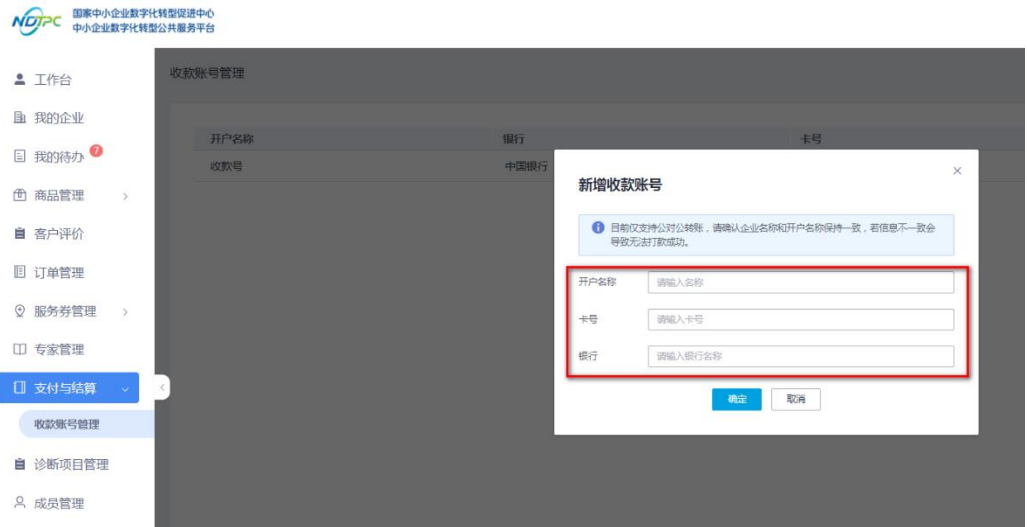 NDTPC
国家中小企业数字化转型促进中心
中小企业数字化转型公共服务平台
工作台
我的企业
我的待办 7
商品管理
客户评价
订单管理
服务券管理
专家管理
支付与结算
收款账号管理
诊断项目管理
成员管理
收款账号管理
开户名称 银行 卡号
收款号 中国银行
新增收款账号
目前仅支持公对公转账，请确认企业名称和开户名称保持一致，若信息不一致会
导致无法打款成功。
开户名称 请输入名称
卡号 请输入卡号
银行 请输入银行名称
确定 取消